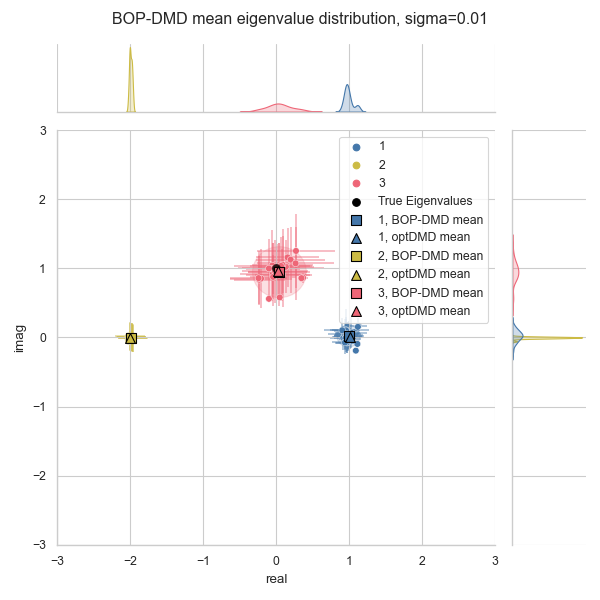 BOP-DMD mean eigenvalue distribution, sigma=0.01
3
2
1
0
−1
−2
−3
imag
−3
−2
−1
0
1
2
3
real
1
2
3
True Eigenvalues
1, BOP-DMD mean
1, optDMD mean
2, BOP-DMD mean
2, optDMD mean
3, BOP-DMD mean
3, optDMD mean